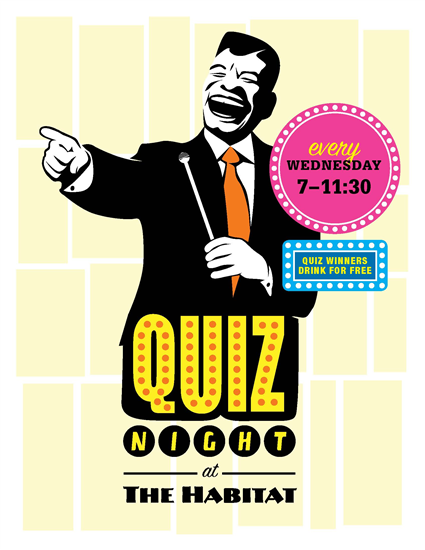 every
WEDNESDAY
7–11:30
QUIZ WINNERS
DRINK FOR FREE
QUIZ
NIGHT
at
THE HABITAT